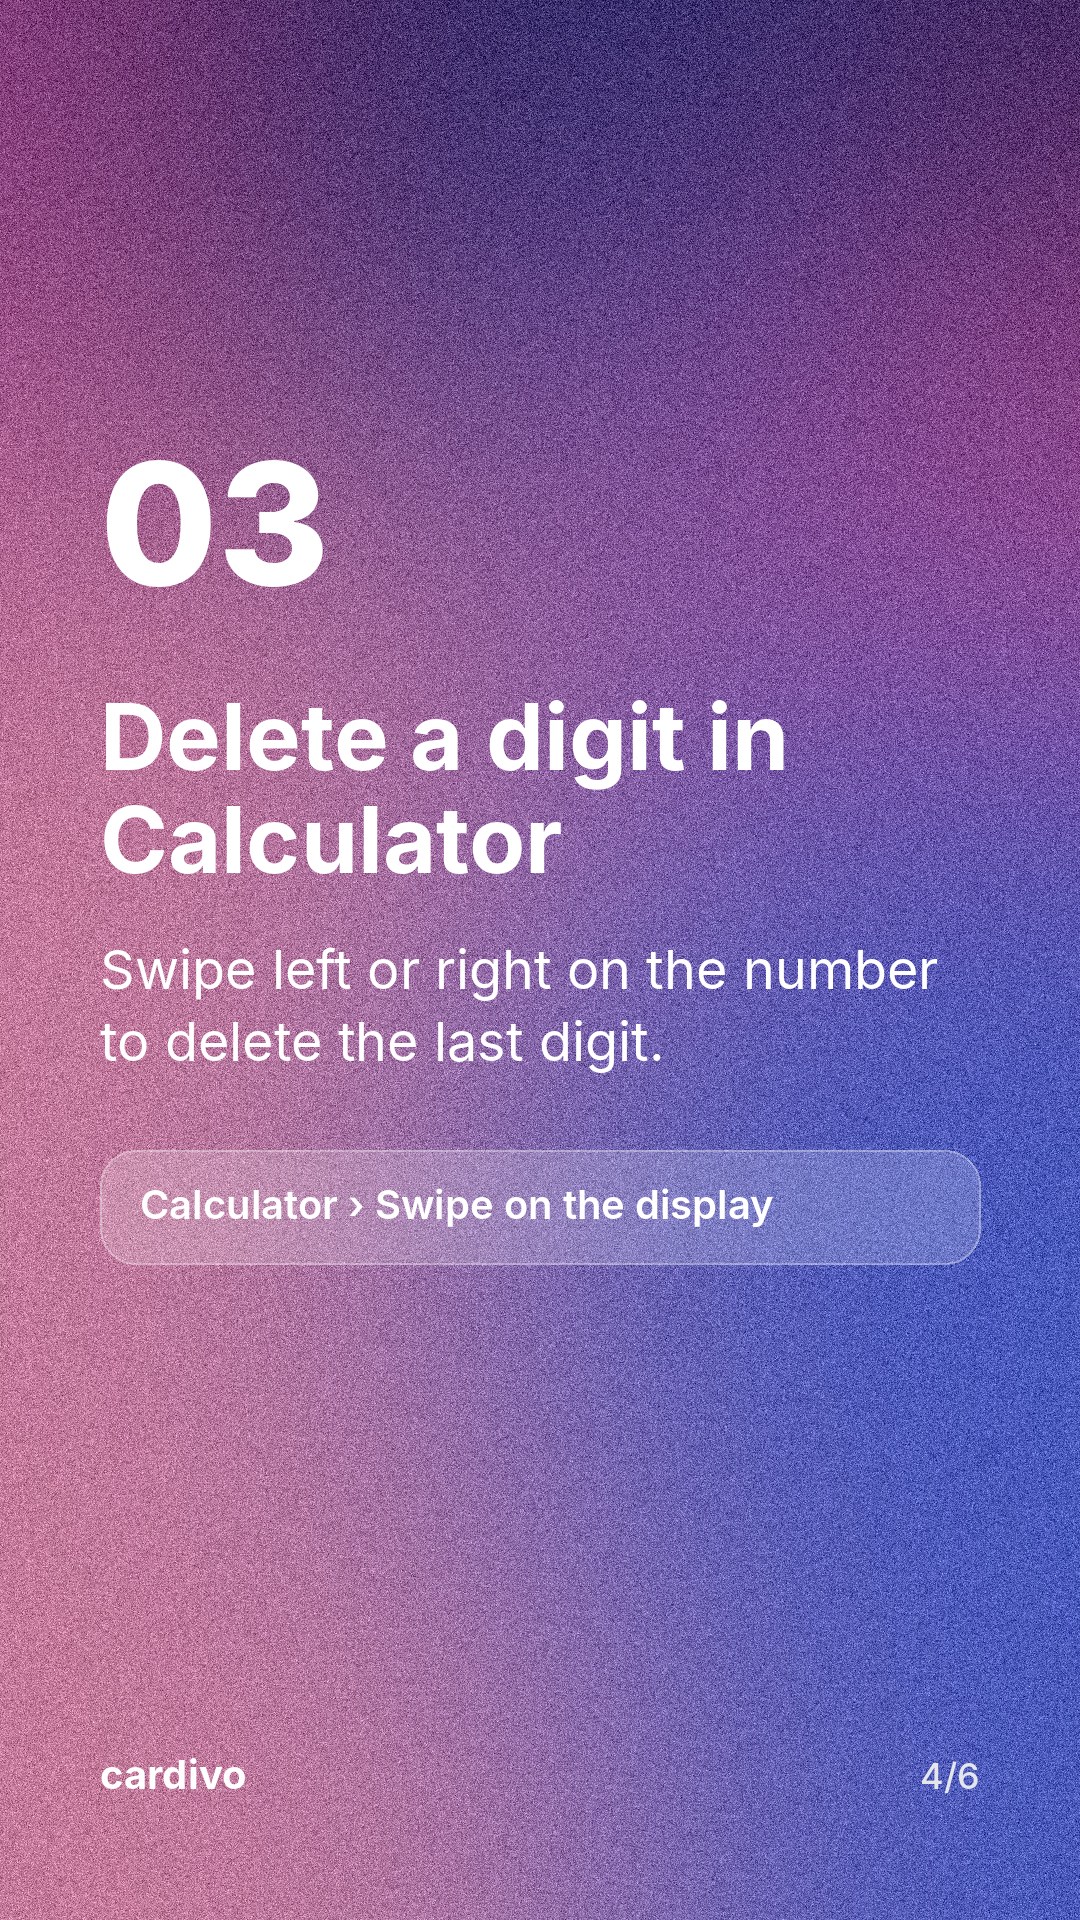 03
Delete a digit in
Calculator
Swipe left or right on the number
to delete the last digit.
Calculator › Swipe on the display
cardivo
4/6